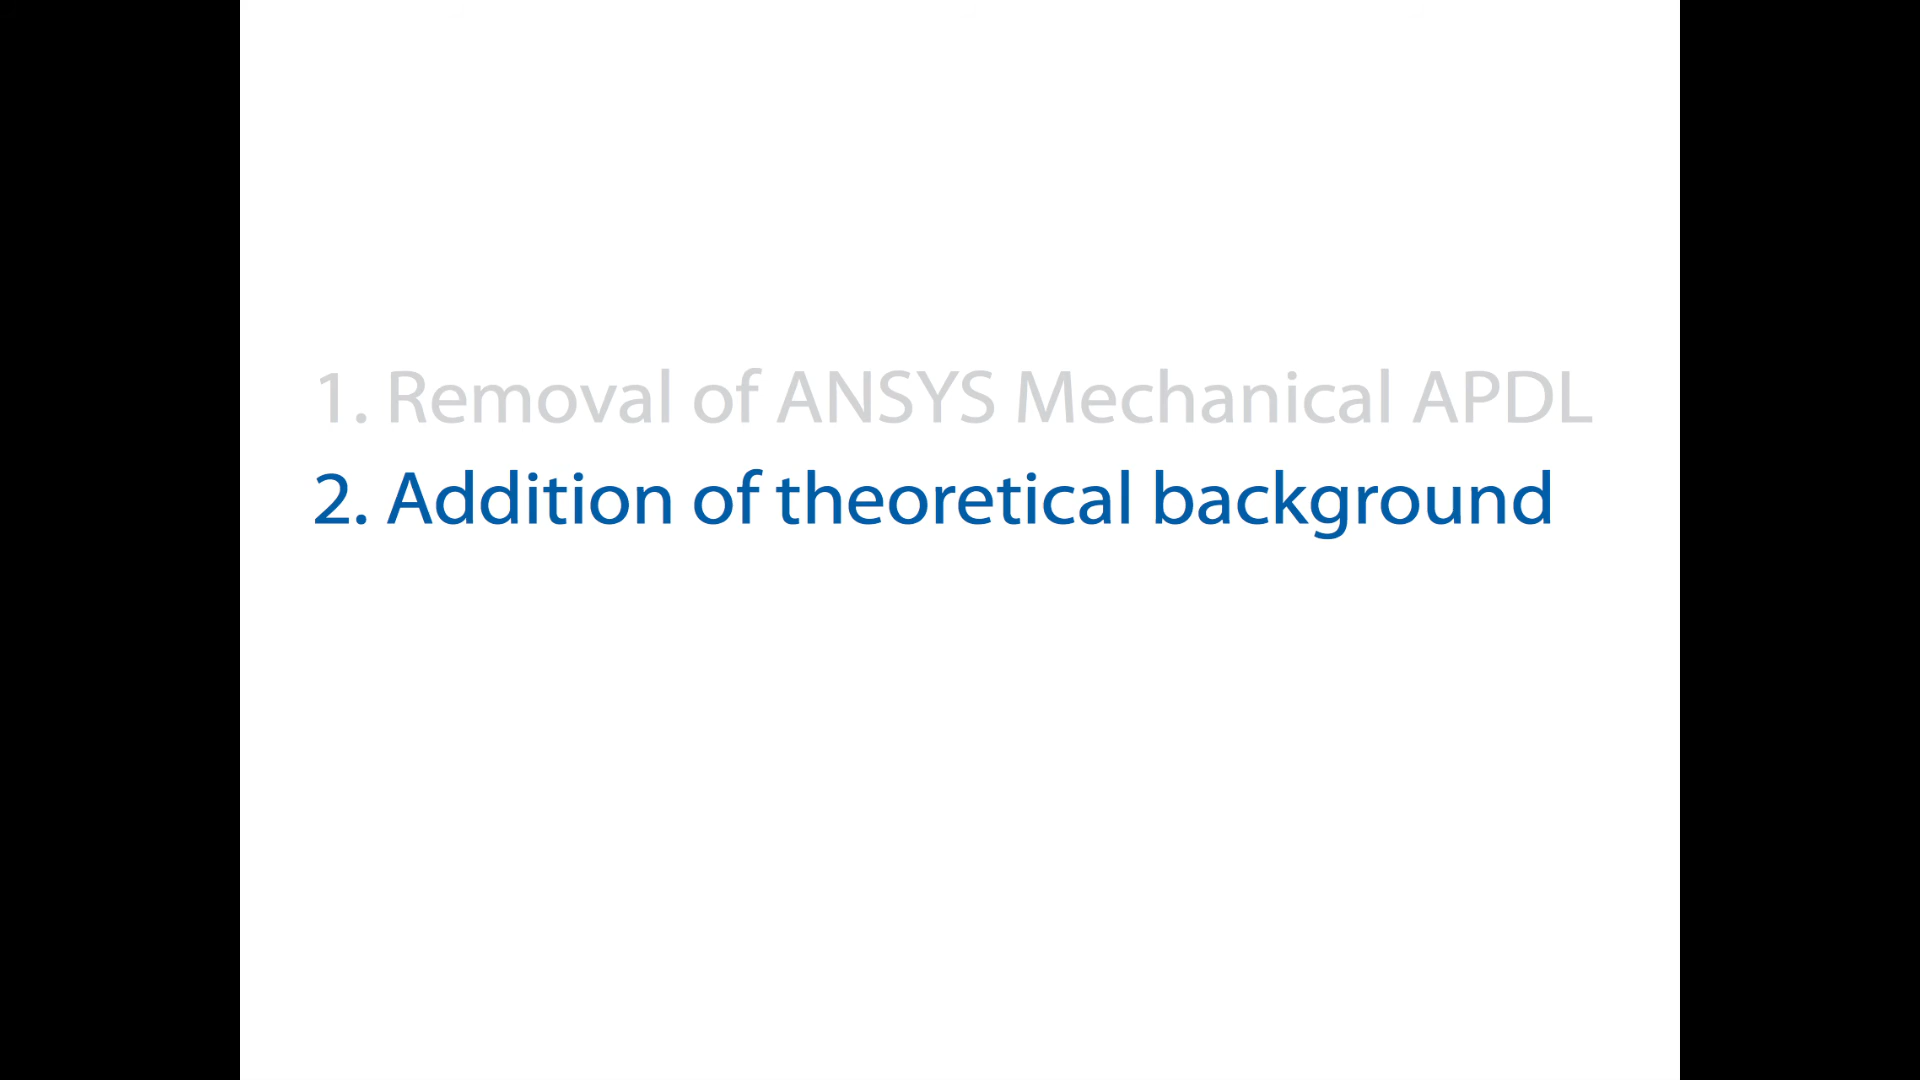 1. Removal of ANSYS Mechanical APDL
2. Addition of theoretical background